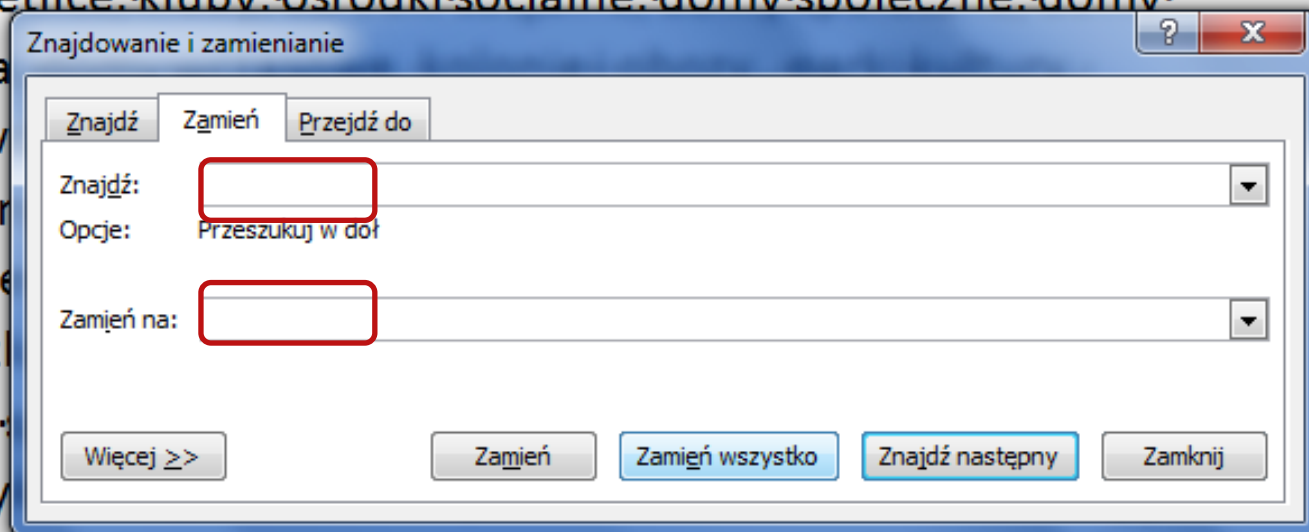 Znajdowanie i zamienianie
?
X
Znajdź
Zamień
Przejdź do
Znajdź:
Opcje: Przeszukuj w dół
Zamień na:
Więcej >>
Zamień
Zamień wszystko
Znajdź następny
Zamknij